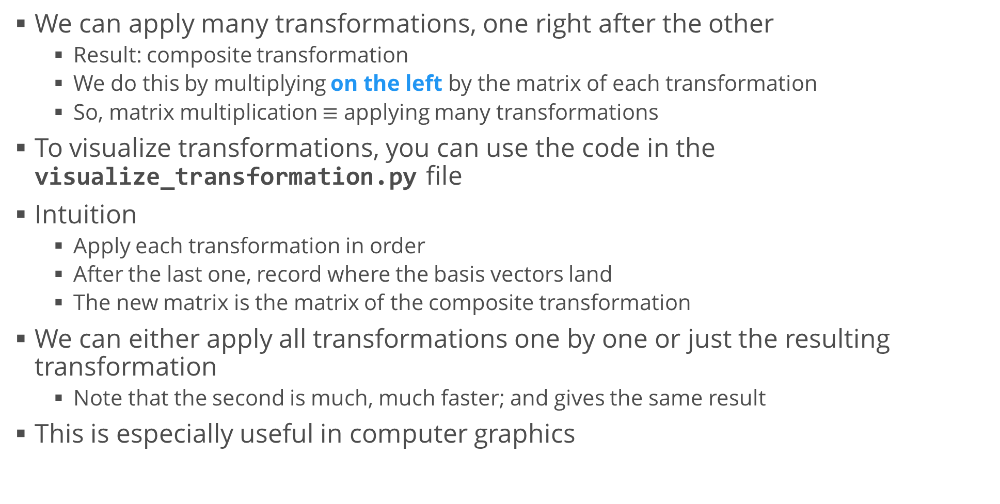 ▪ We can apply many transformations, one right after the other
▪ Result: composite transformation
▪ We do this by multiplying on the left by the matrix of each transformation
▪ So, matrix multiplication ≡ applying many transformations
▪ To visualize transformations, you can use the code in the
visualize_transformation.py file
▪ Intuition
▪ Apply each transformation in order
▪ After the last one, record where the basis vectors land
▪ The new matrix is the matrix of the composite transformation
▪ We can either apply all transformations one by one or just the resulting
transformation
▪ Note that the second is much, much faster; and gives the same result
▪ This is especially useful in computer graphics